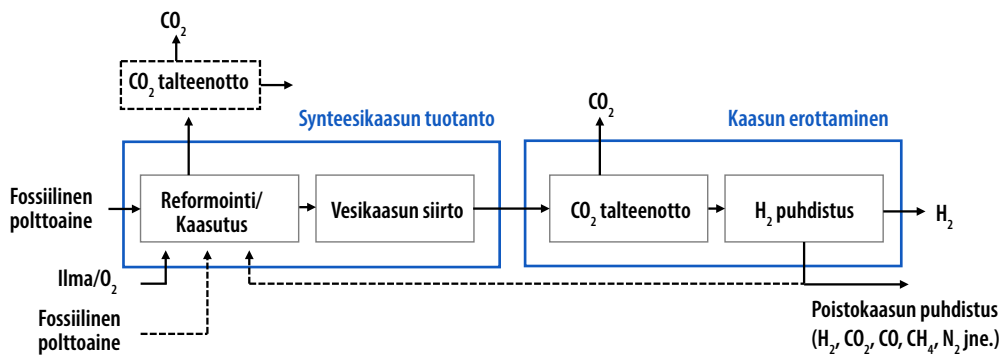 CO₂
CO₂ talteenotto
Synteesikaasun tuotanto
CO₂
Kaasun erottaminen
Fossiilinen
polttoaine
Reformointi/
Kaasutus
Vesikaasun siirto
CO₂ talteenotto
H₂ puhdistus
H₂
Ilma/O₂
Fossiilinen
polttoaine
Poistokaasun puhdistus
(H₂, CO₂, CO, CH₄, N₂ jne.)